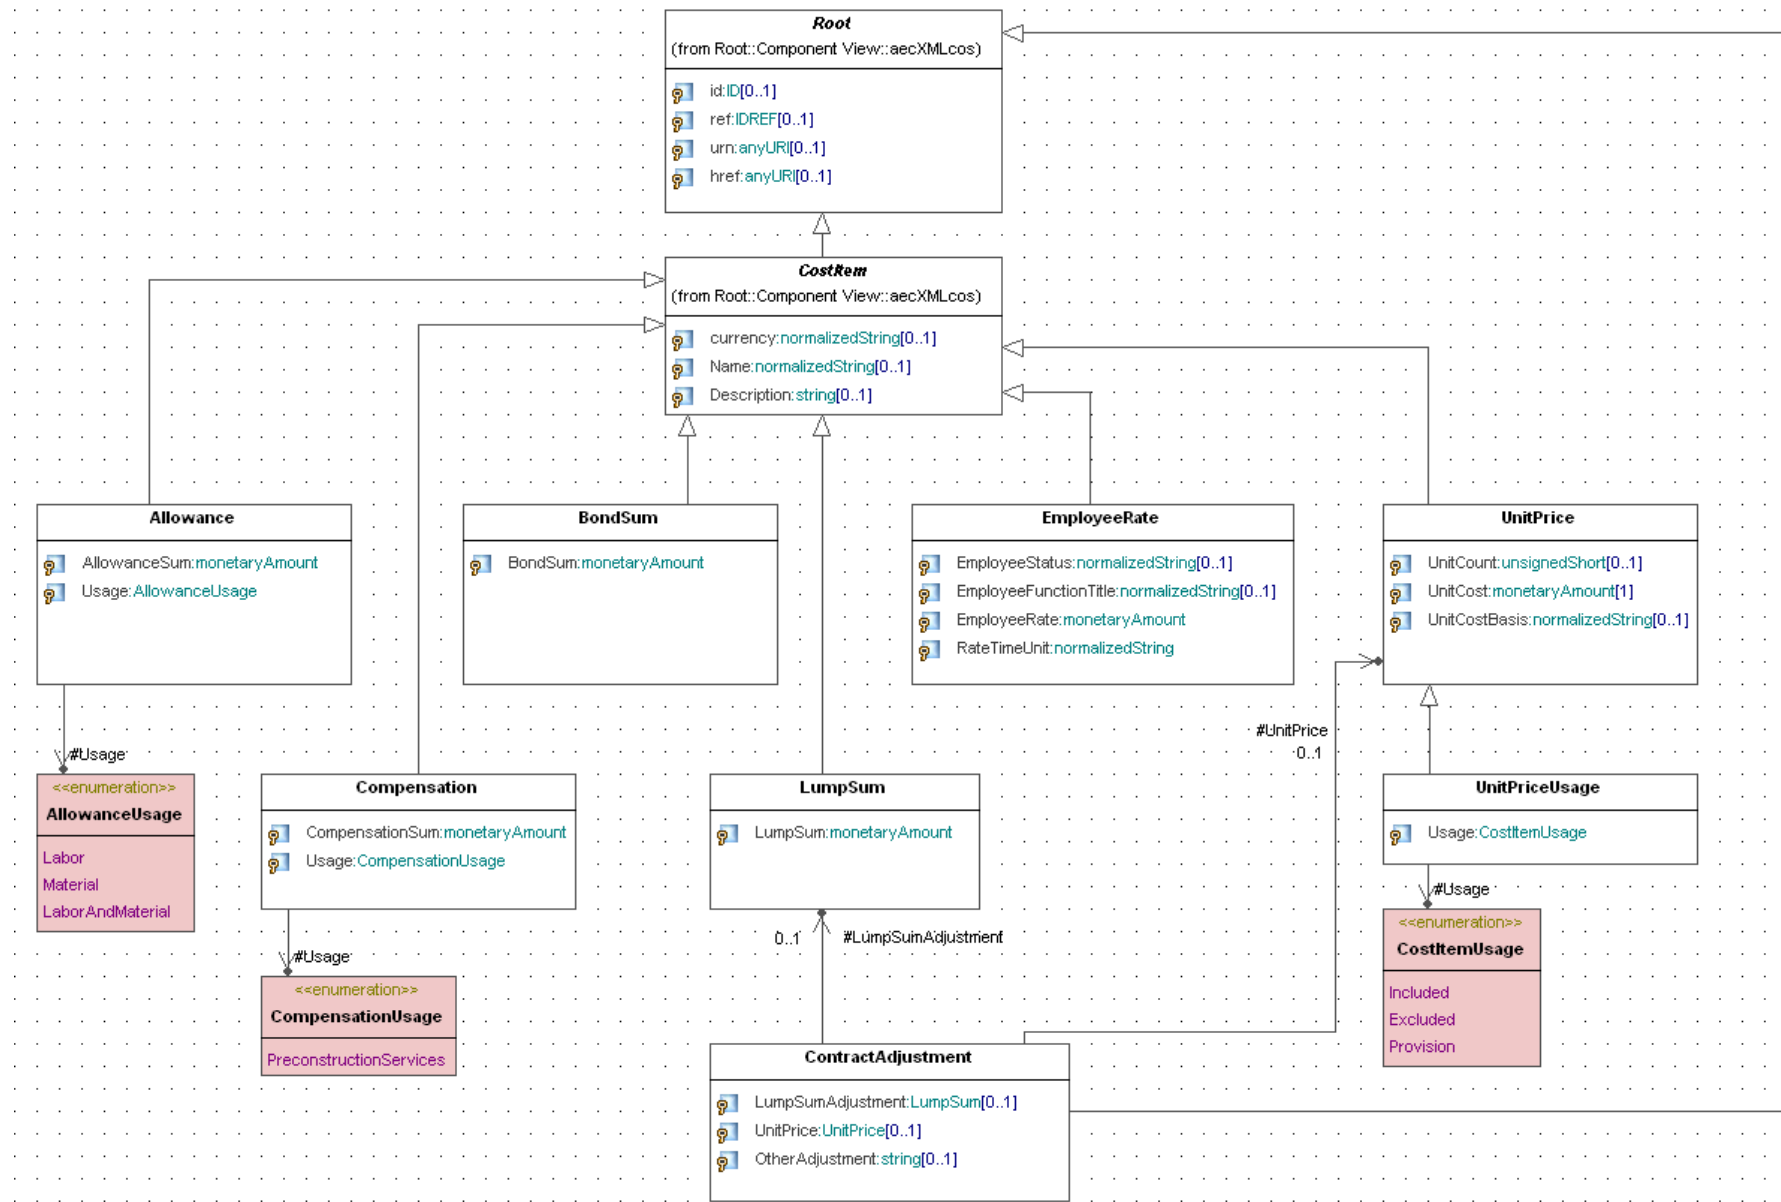 Root
(from Root::Component View::aecXMLcos)
id:ID[0..1]
ref:IDREF[0..1]
urn:anyURI[0..1]
href:anyURI[0..1]
CostItem
(from Root::Component View::aecXMLcos)
currency:normalizedString[0..1]
Name:normalizedString[0..1]
Description:string[0..1]
Allowance
AllowanceSum:monetaryAmount
Usage:AllowanceUsage
BondSum
BondSum:monetaryAmount
EmployeeRate
EmployeeStatus:normalizedString[0..1]
EmployeeFunctionTitle:normalizedString[0..1]
EmployeeRate:monetaryAmount
RateTimeUnit:normalizedString
UnitPrice
UnitCount:unsignedShort[0..1]
UnitCost:monetaryAmount[1]
UnitCostBasis:normalizedString[0..1]
#Usage
#UnitPrice
0..1
<<enumeration>>
AllowanceUsage
Labor
Material
LaborAndMaterial
Compensation
CompensationSum:monetaryAmount
Usage:CompensationUsage
LumpSum
LumpSum:monetaryAmount
UnitPriceUsage
Usage:CostItemUsage
#Usage
<<enumeration>>
CompensationUsage
PreconstructionServices
0..1
#LumpSumAdjustment
#Usage
<<enumeration>>
CostItemUsage
Included
Excluded
Provision
ContractAdjustment
LumpSumAdjustment:LumpSum[0..1]
UnitPrice:UnitPrice[0..1]
OtherAdjustment:string[0..1]